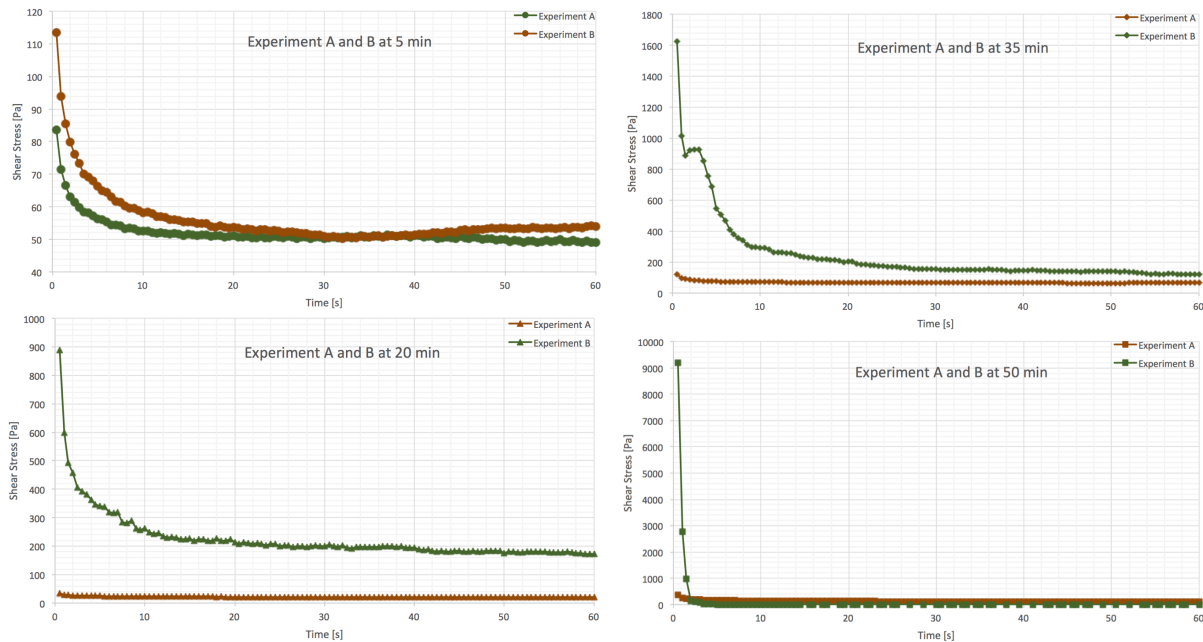 Experiment A and B at 5 min
Experiment A
Experiment B
Shear Stress [Pa]
120
110
100
90
80
70
60
50
40
0 10 20 30 40 50 60
Time [s]
Experiment A and B at 35 min
Experiment A
Experiment B
Shear Stress [Pa]
1800
1600
1400
1200
1000
800
600
400
200
0
0 10 20 30 40 50 60
Time [s]
Experiment A and B at 20 min
Experiment A
Experiment B
Shear Stress [Pa]
1000
900
800
700
600
500
400
300
200
100
0
0 10 20 30 40 50 60
Time [s]
Experiment A and B at 50 min
Experiment A
Experiment B
Shear Stress [Pa]
10000
9000
8000
7000
6000
5000
4000
3000
2000
1000
0
0 10 20 30 40 50 60
Time [s]